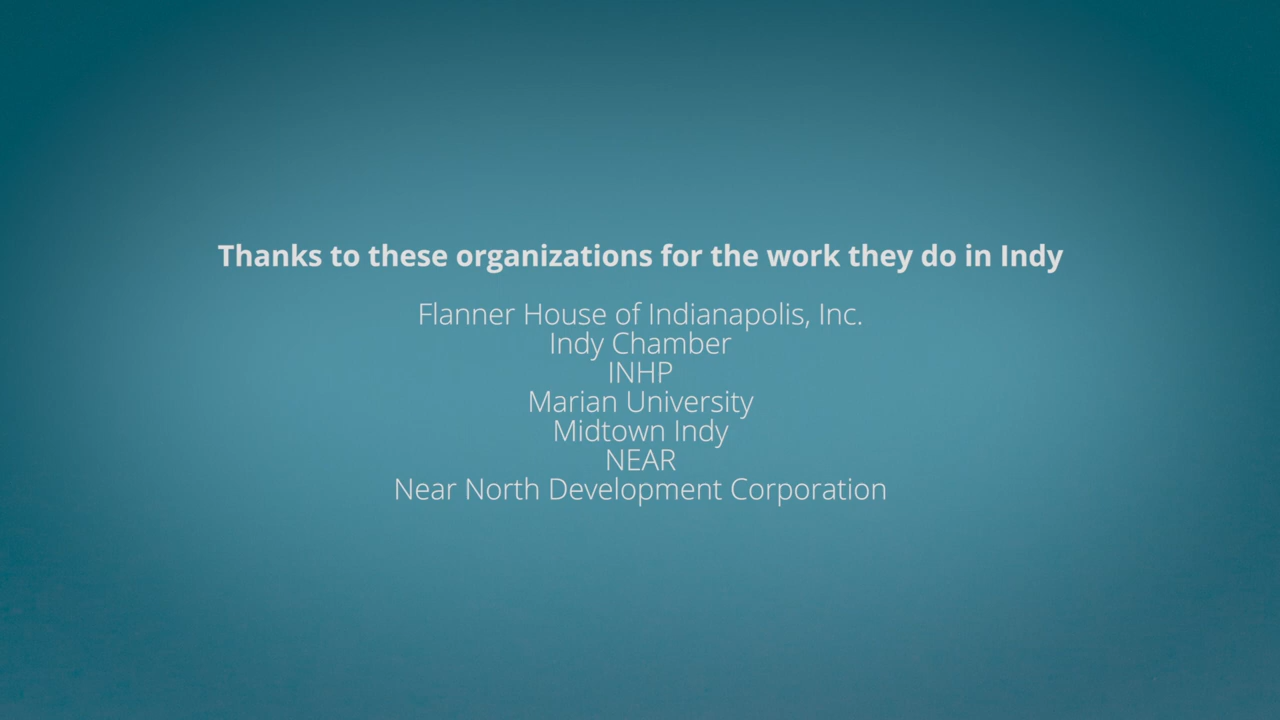 Thanks to these organizations for the work they do in Indy
Flanner House of Indianapolis, Inc.
Indy Chamber
INHP
Marian University
Midtown Indy
NEAR
Near North Development Corporation